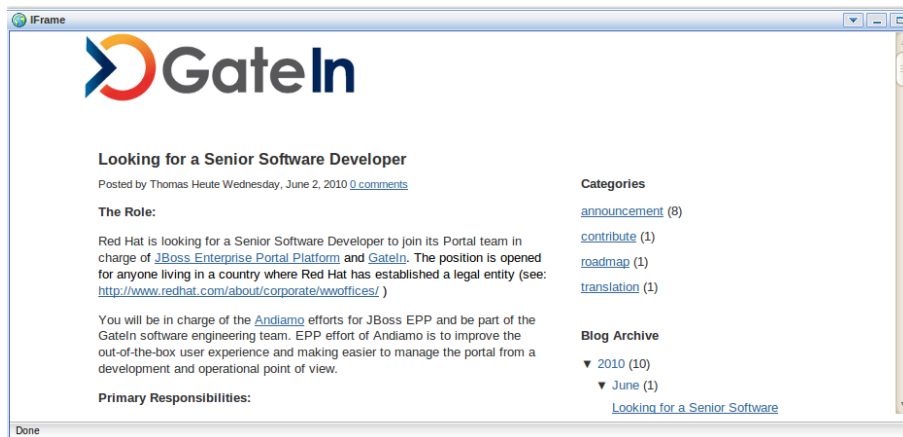 IFrame
GateIn
Looking for a Senior Software Developer
Posted by Thomas Heute Wednesday, June 2, 2010 0 comments
The Role:
Red Hat is looking for a Senior Software Developer to join its Portal team in
charge of JBoss Enterprise Portal Platform and GateIn. The position is opened
for anyone living in a country where Red Hat has established a legal entity (see:
http://www.redhat.com/about/corporate/wwoffices/ )
You will be in charge of the Andiamo efforts for JBoss EPP and be part of the
GateIn software engineering team. EPP effort of Andiamo is to improve the
out-of-the-box user experience and making easier to manage the portal from a
development and operational point of view.
Primary Responsibilities:
Categories
announcement (8)
contribute (1)
roadmap (1)
translation (1)
Blog Archive
▼ 2010 (10)
▼ June (1)
Looking for a Senior Software
Done